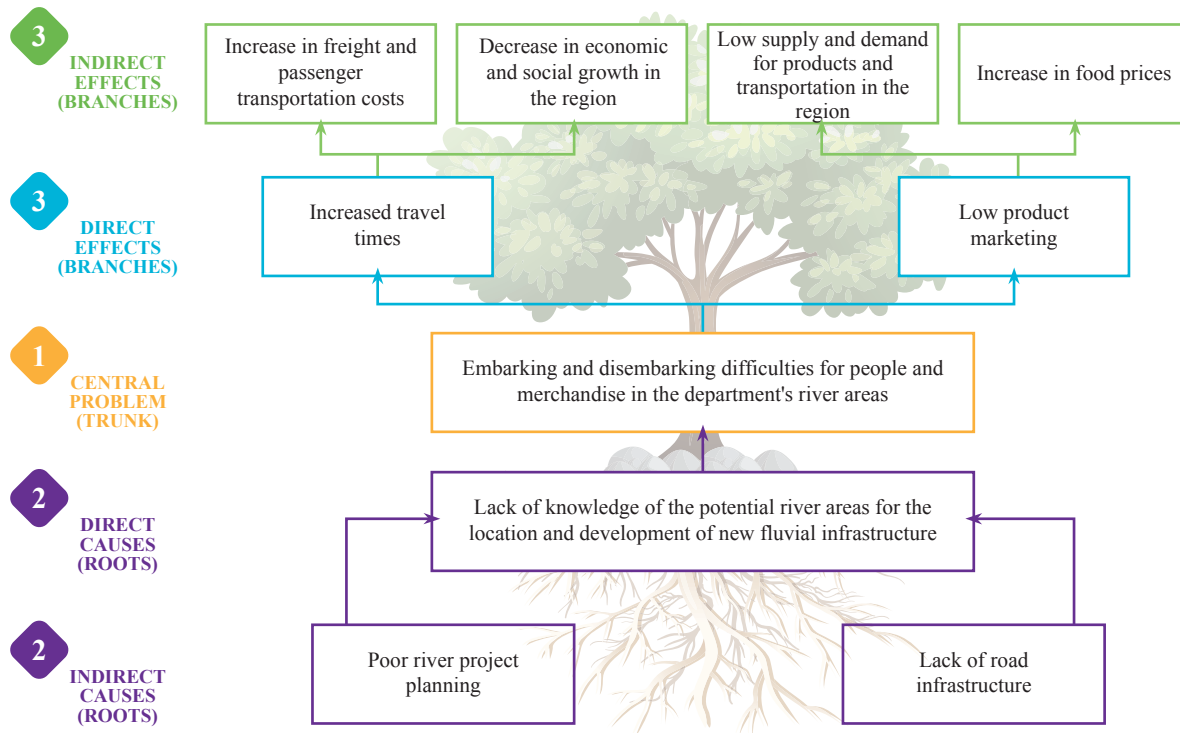 3
INDIRECT
EFFECTS
(BRANCHES)
Increase in freight and
passenger
transportation costs
Decrease in economic
and social growth in
the region
Low supply and demand
for products and
transportation in the
region
Increase in food prices
3
DIRECT
EFFECTS
(BRANCHES)
Increased travel
times
Low product
marketing
1
CENTRAL
PROBLEM
(TRUNK)
Embarking and disembarking difficulties for people and
merchandise in the department's river areas
2
DIRECT
CAUSES
(ROOTS)
Lack of knowledge of the potential river areas for the
location and development of new fluvial infrastructure
2
INDIRECT
CAUSES
(ROOTS)
Poor river project
planning
Lack of road
infrastructure